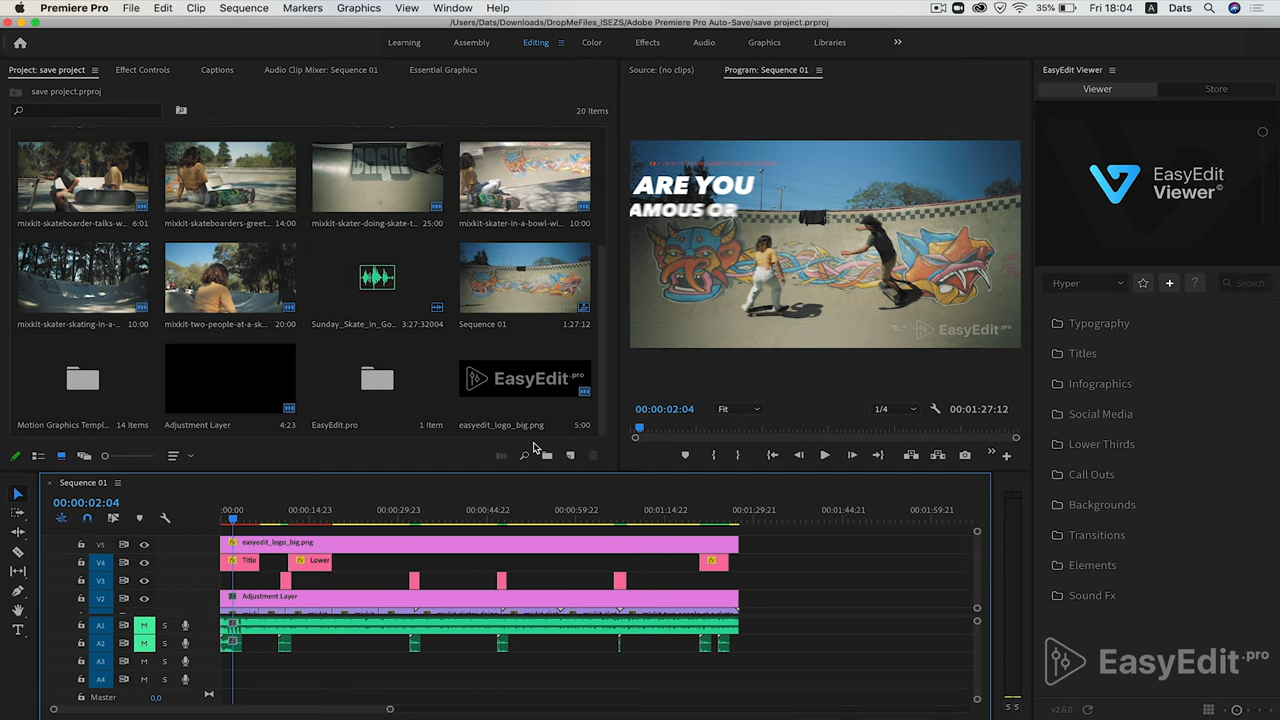 Premiere Pro File Edit Clip Sequence Markers Graphics View Window Help 35% Fri 18:04 A Dats
/Users/Dats/Downloads/DropMeFiles_ISEZS/Adobe Premiere Pro Auto-Save/save project.prproj
Learning Assembly Editing Color Effects Audio Graphics Libraries
Project: save project Effect Controls Captions Audio Clip Mixer: Sequence 01 Essential Graphics Source: (no clips) Program: Sequence 01 EasyEdit Viewer
save project.prproj Viewer Store
20 Items
mixkit-skateboarder-talks-w... 6:01 mixkit-skateboarders-greet... 14:00 mixkit-skater-doing-skate-t... 25:00 mixkit-skater-in-a-bowl-wi... 10:00
mixkit-skater-skating-in-a-... 10:00 mixkit-two-people-at-a-sk... 20:00 Sunday_Skate_in_Go... 3:27:32004 Sequence 01 1:27:12
EasyEdit.pro
Motion Graphics Templ... 14 Items Adjustment Layer 4:23 EasyEdit.pro 1 Item easyedit_logo_big.png 5:00
ARE YOU
AMOUS OR
EasyEdit.pro
00:00:02:04 Fit 1/4 00:01:27:12
EasyEdit
Viewer©
Hyper ? Search
Typography
Titles
Infographics
Social Media
Lower Thirds
Call Outs
Backgrounds
Transitions
Elements
Sound Fx
EasyEdit.pro
v2.6.0
Sequence 01
00:00:02:04
:00:00 00:00:14:23 00:00:29:23 00:00:44:22 00:00:59:22 00:01:14:22 00:01:29:21 00:01:44:21 00:01:59:21
V5 easyedit_logo_big.png
V4 Title Lower
V3
V2 Adjustment Layer
A1 M S
A2 M S
A3 M S
A4 M S
Master 0,0
S S